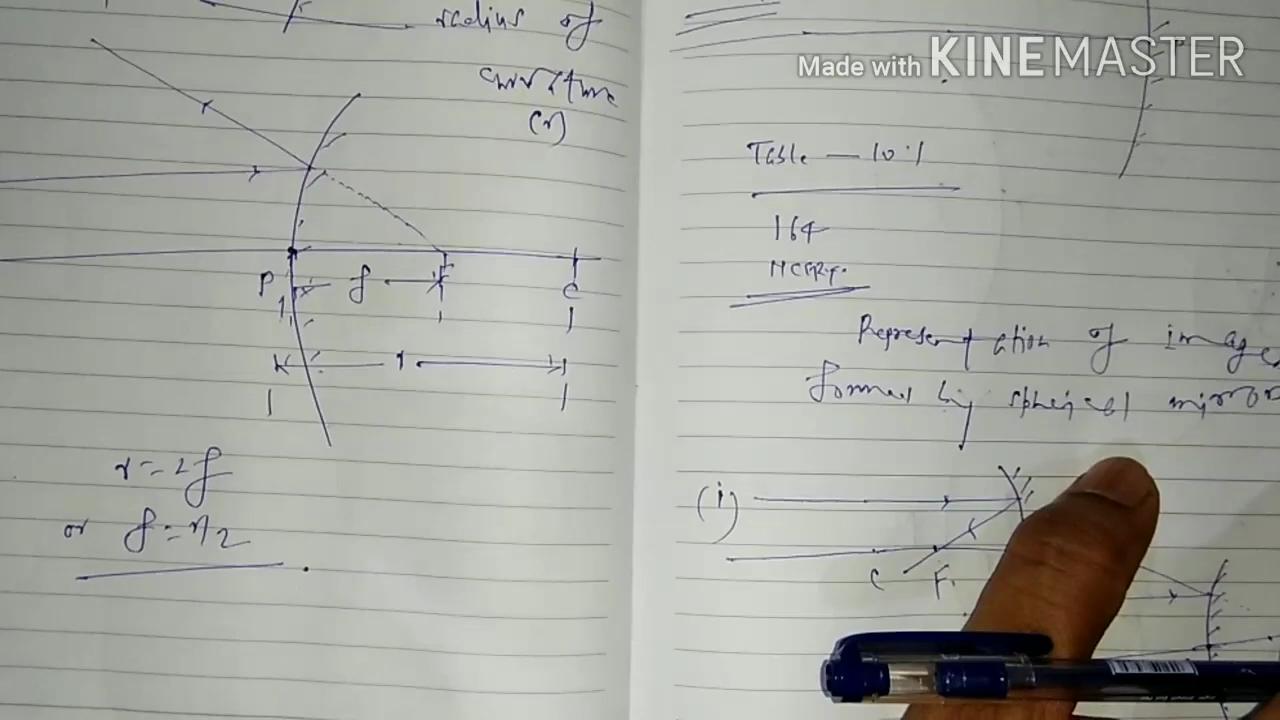 radius of
curvature
(r)
P
f
F
C
r
r = 2f
or f = r/2
Made with KINEMASTER
Table — 10.1
164
NCERT.
Representation of images
formed by spherical mirror
(i)
C F